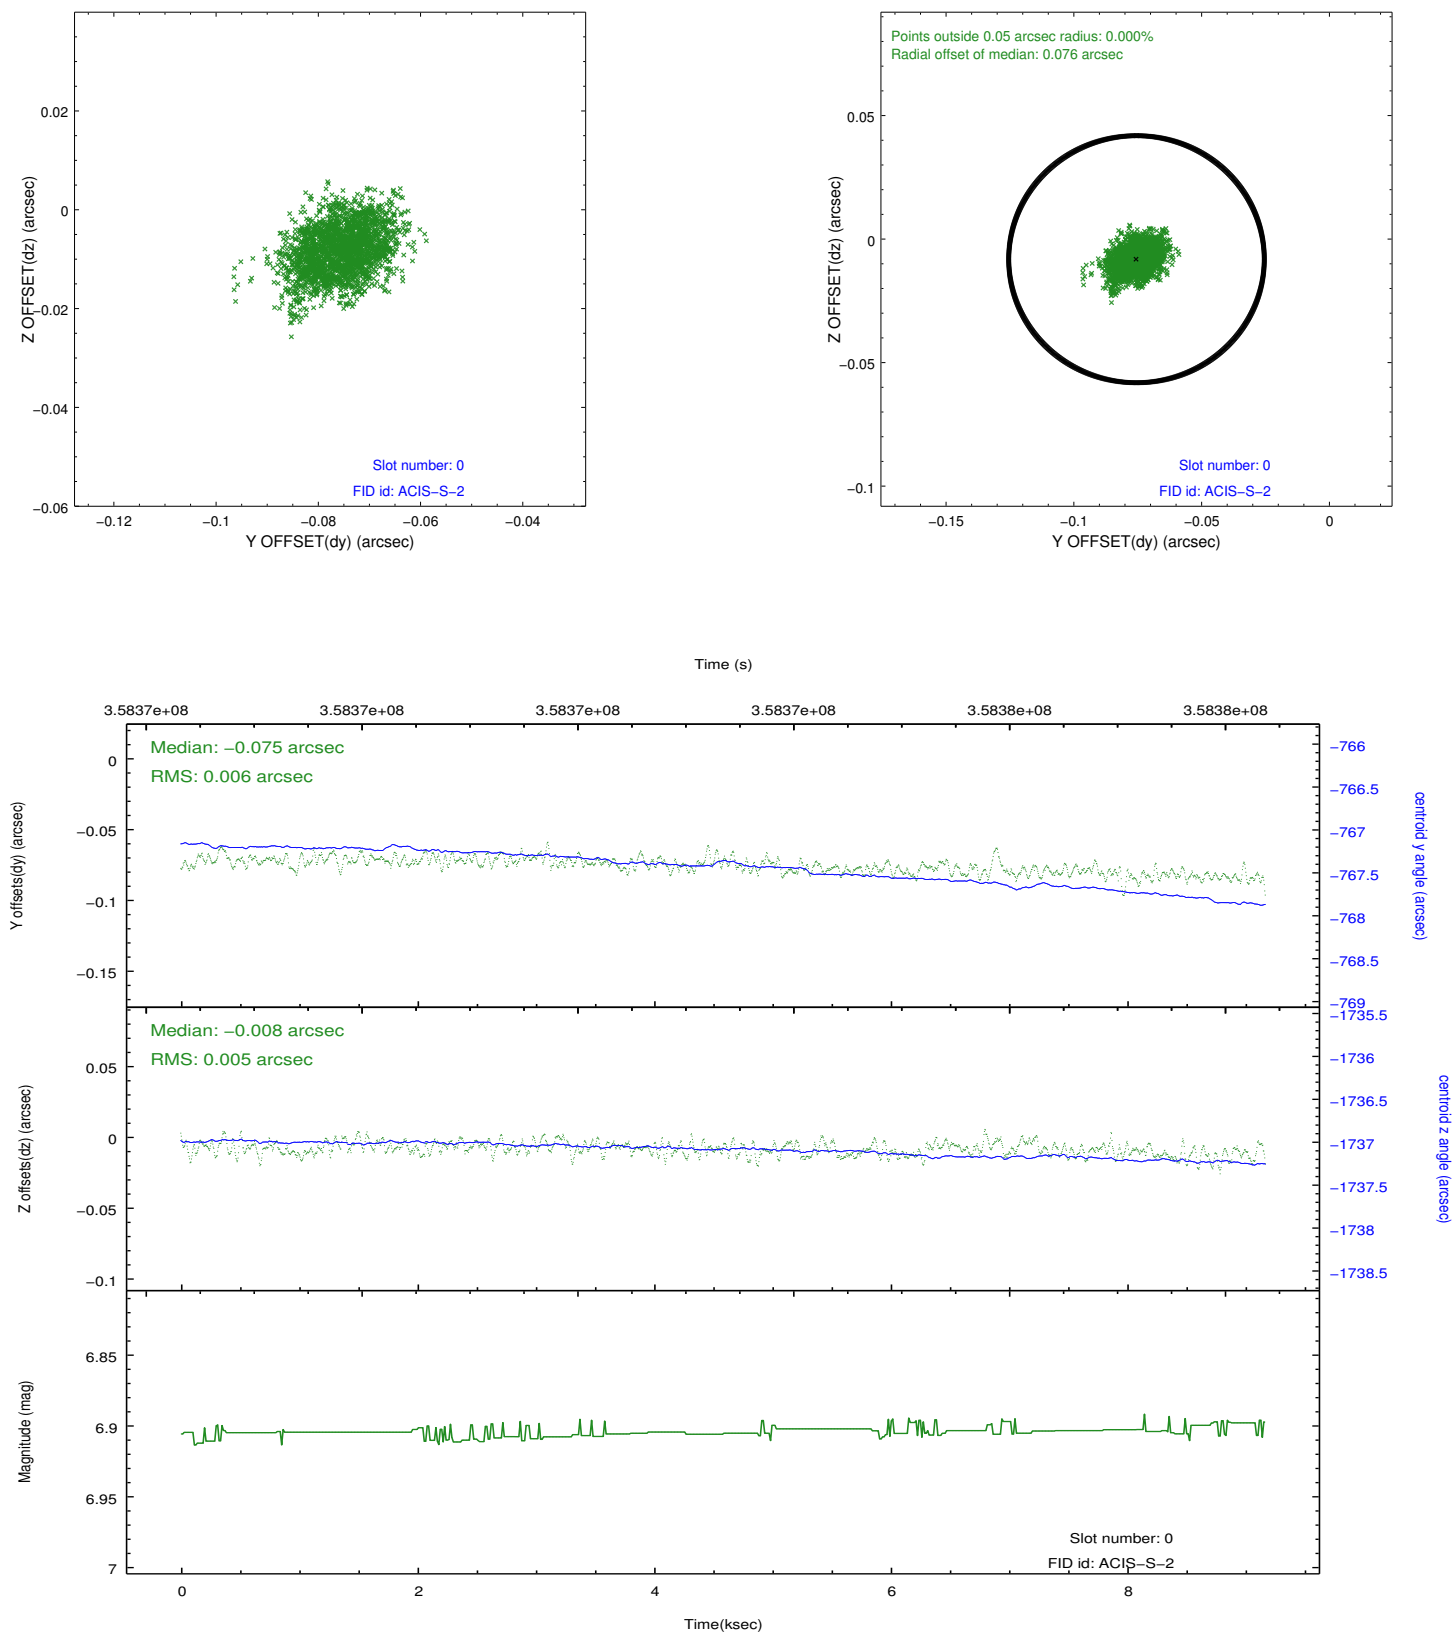 0.02
0
−0.02
−0.04
−0.06
Z OFFSET(dz) (arcsec)
Slot number: 0
FID id: ACIS−S−2
−0.12
−0.1
−0.08
−0.06
−0.04
Y OFFSET(dy) (arcsec)
Points outside 0.05 arcsec radius: 0.000%
Radial offset of median: 0.076 arcsec
0.05
0
−0.05
−0.1
Z OFFSET(dz) (arcsec)
Slot number: 0
FID id: ACIS−S−2
−0.15
−0.1
−0.05
0
Y OFFSET(dy) (arcsec)
Time (s)
3.5837e+08
3.5837e+08
3.5837e+08
3.5837e+08
3.5838e+08
3.5838e+08
Median: −0.075 arcsec
RMS: 0.006 arcsec
0
−0.05
−0.1
−0.15
Y offsets(dy) (arcsec)
−766
−766.5
−767
−767.5
−768
−768.5
−769
centroid y angle (arcsec)
Median: −0.008 arcsec
RMS: 0.005 arcsec
0.05
0
−0.05
−0.1
Z offsets(dz) (arcsec)
−1735.5
−1736
−1736.5
−1737
−1737.5
−1738
−1738.5
centroid z angle (arcsec)
6.85
6.9
6.95
7
Magnitude (mag)
Slot number: 0
FID id: ACIS−S−2
0
2
4
6
8
Time(ksec)